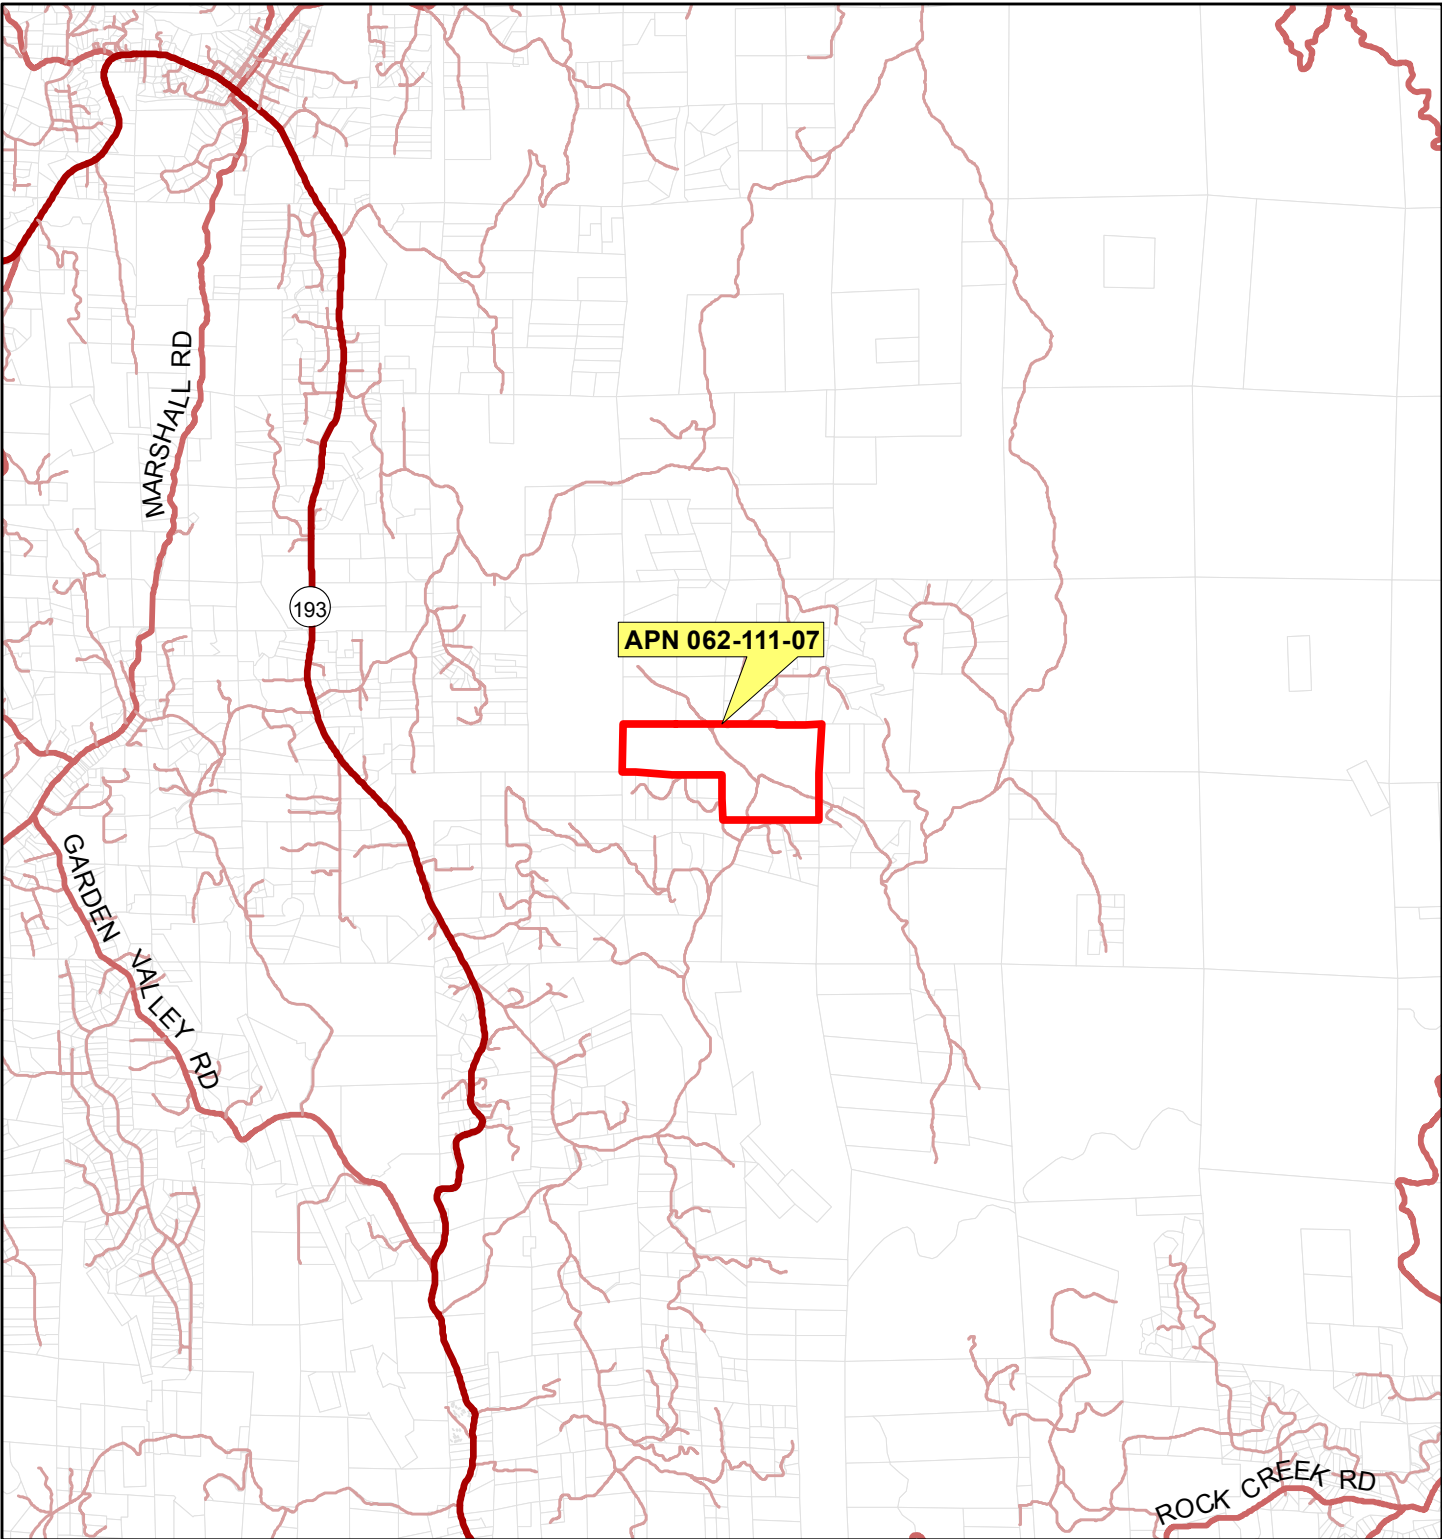 MARSHALL RD
193
APN 062-111-07
GARDEN VALLEY RD
ROCK CREEK RD